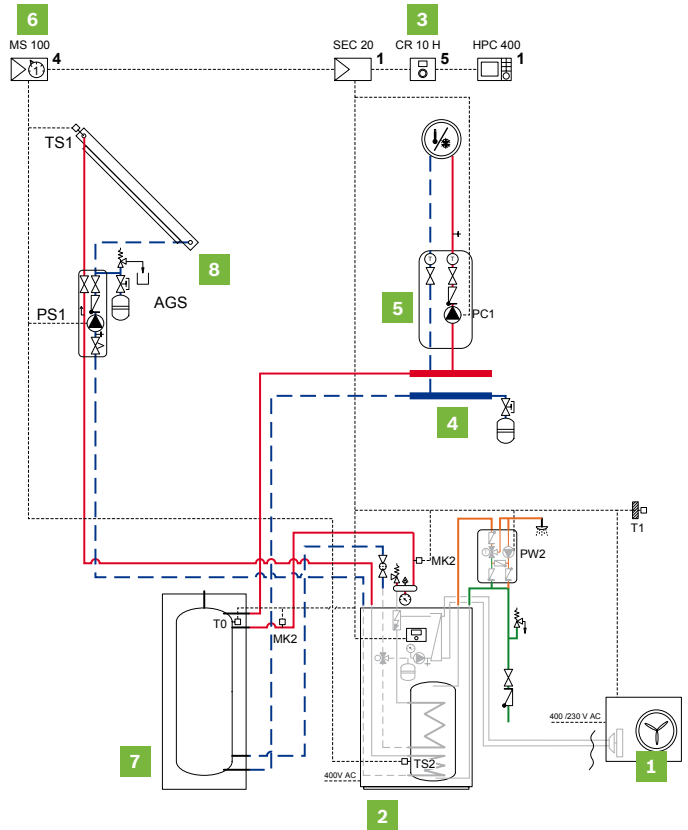 6 3
MS 100 SEC 20 CR 10 H HPC 400
1 4 1 5 1
TS1
8
AGS
PS1
T T
5
PC1
4
T1
MK2 PW2
T
T0
MK2
400 /230 V AC
7
TS2
1
400V AC
2